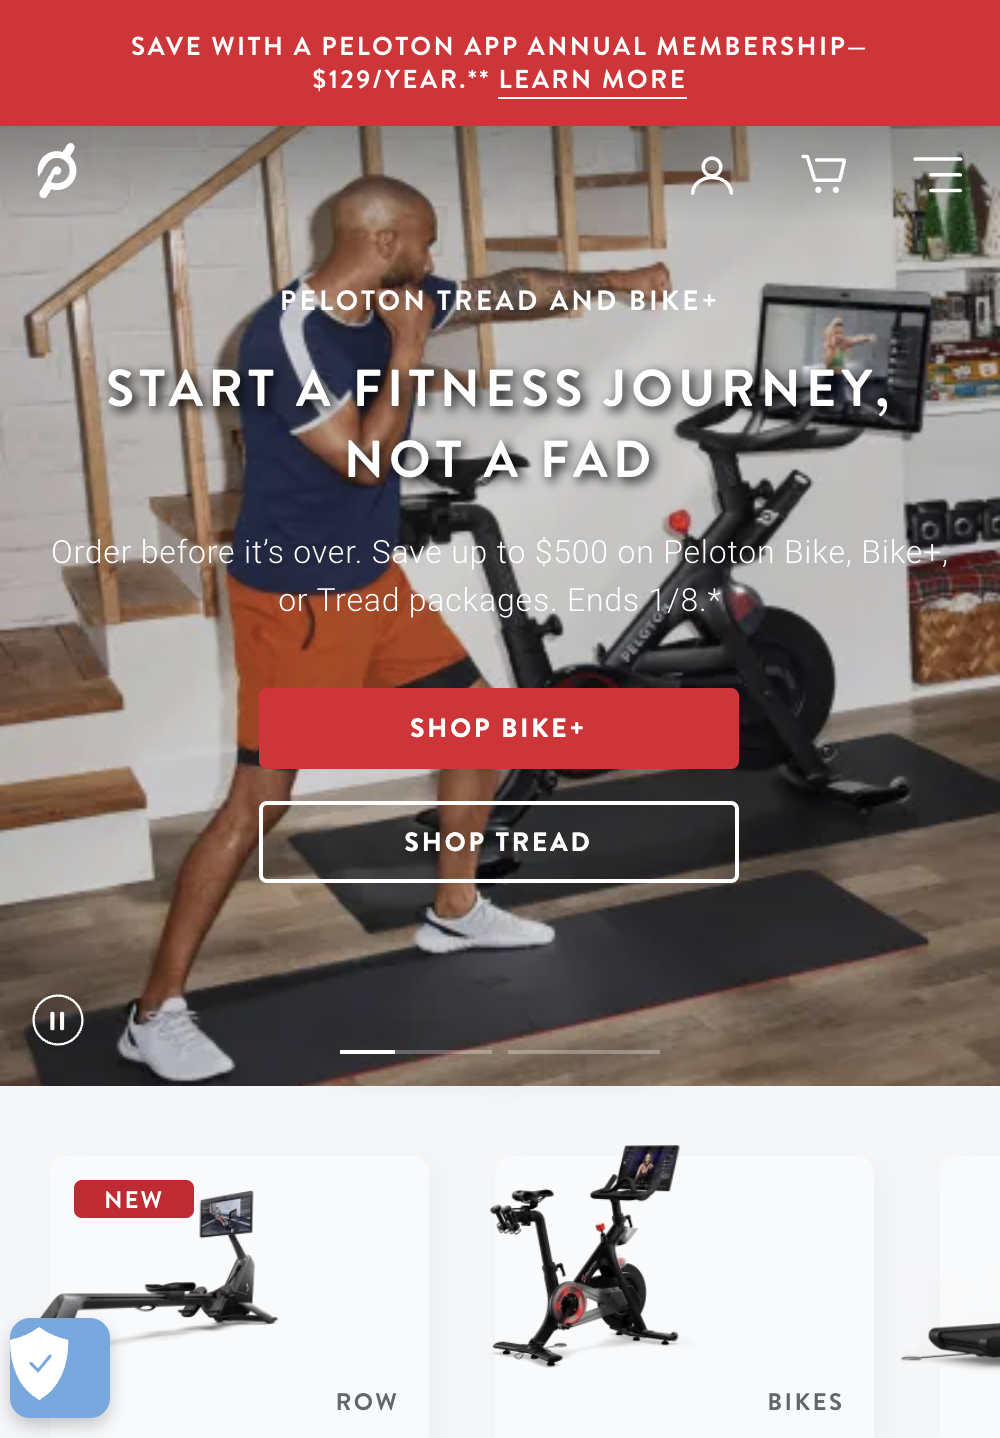 SAVE WITH A PELOTON APP ANNUAL MEMBERSHIP—
$129/YEAR.** LEARN MORE
PELOTON TREAD AND BIKE+
START A FITNESS JOURNEY,
NOT A FAD
Order before it’s over. Save up to $500 on Peloton Bike, Bike+,
or Tread packages. Ends 1/8.*
PELOTON
SHOP BIKE+
SHOP TREAD
NEW
ROW
BIKES